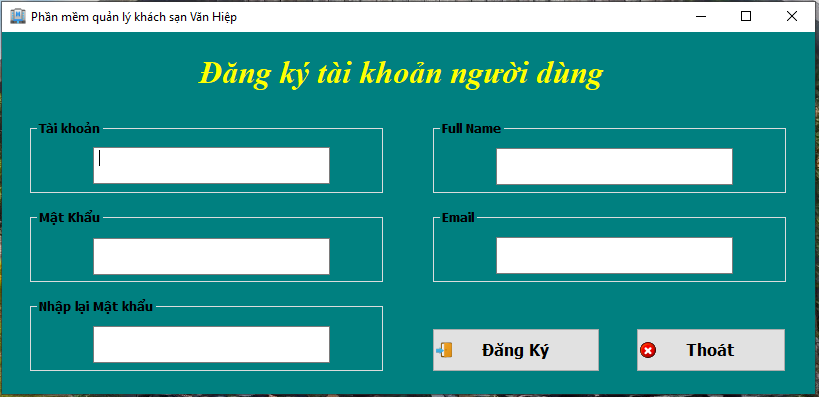 Phần mềm quản lý khách sạn Văn Hiệp
Đăng ký tài khoản người dùng
Tài khoản
Full Name
Mật Khẩu
Email
Nhập lại Mật khẩu
Đăng Ký
Thoát